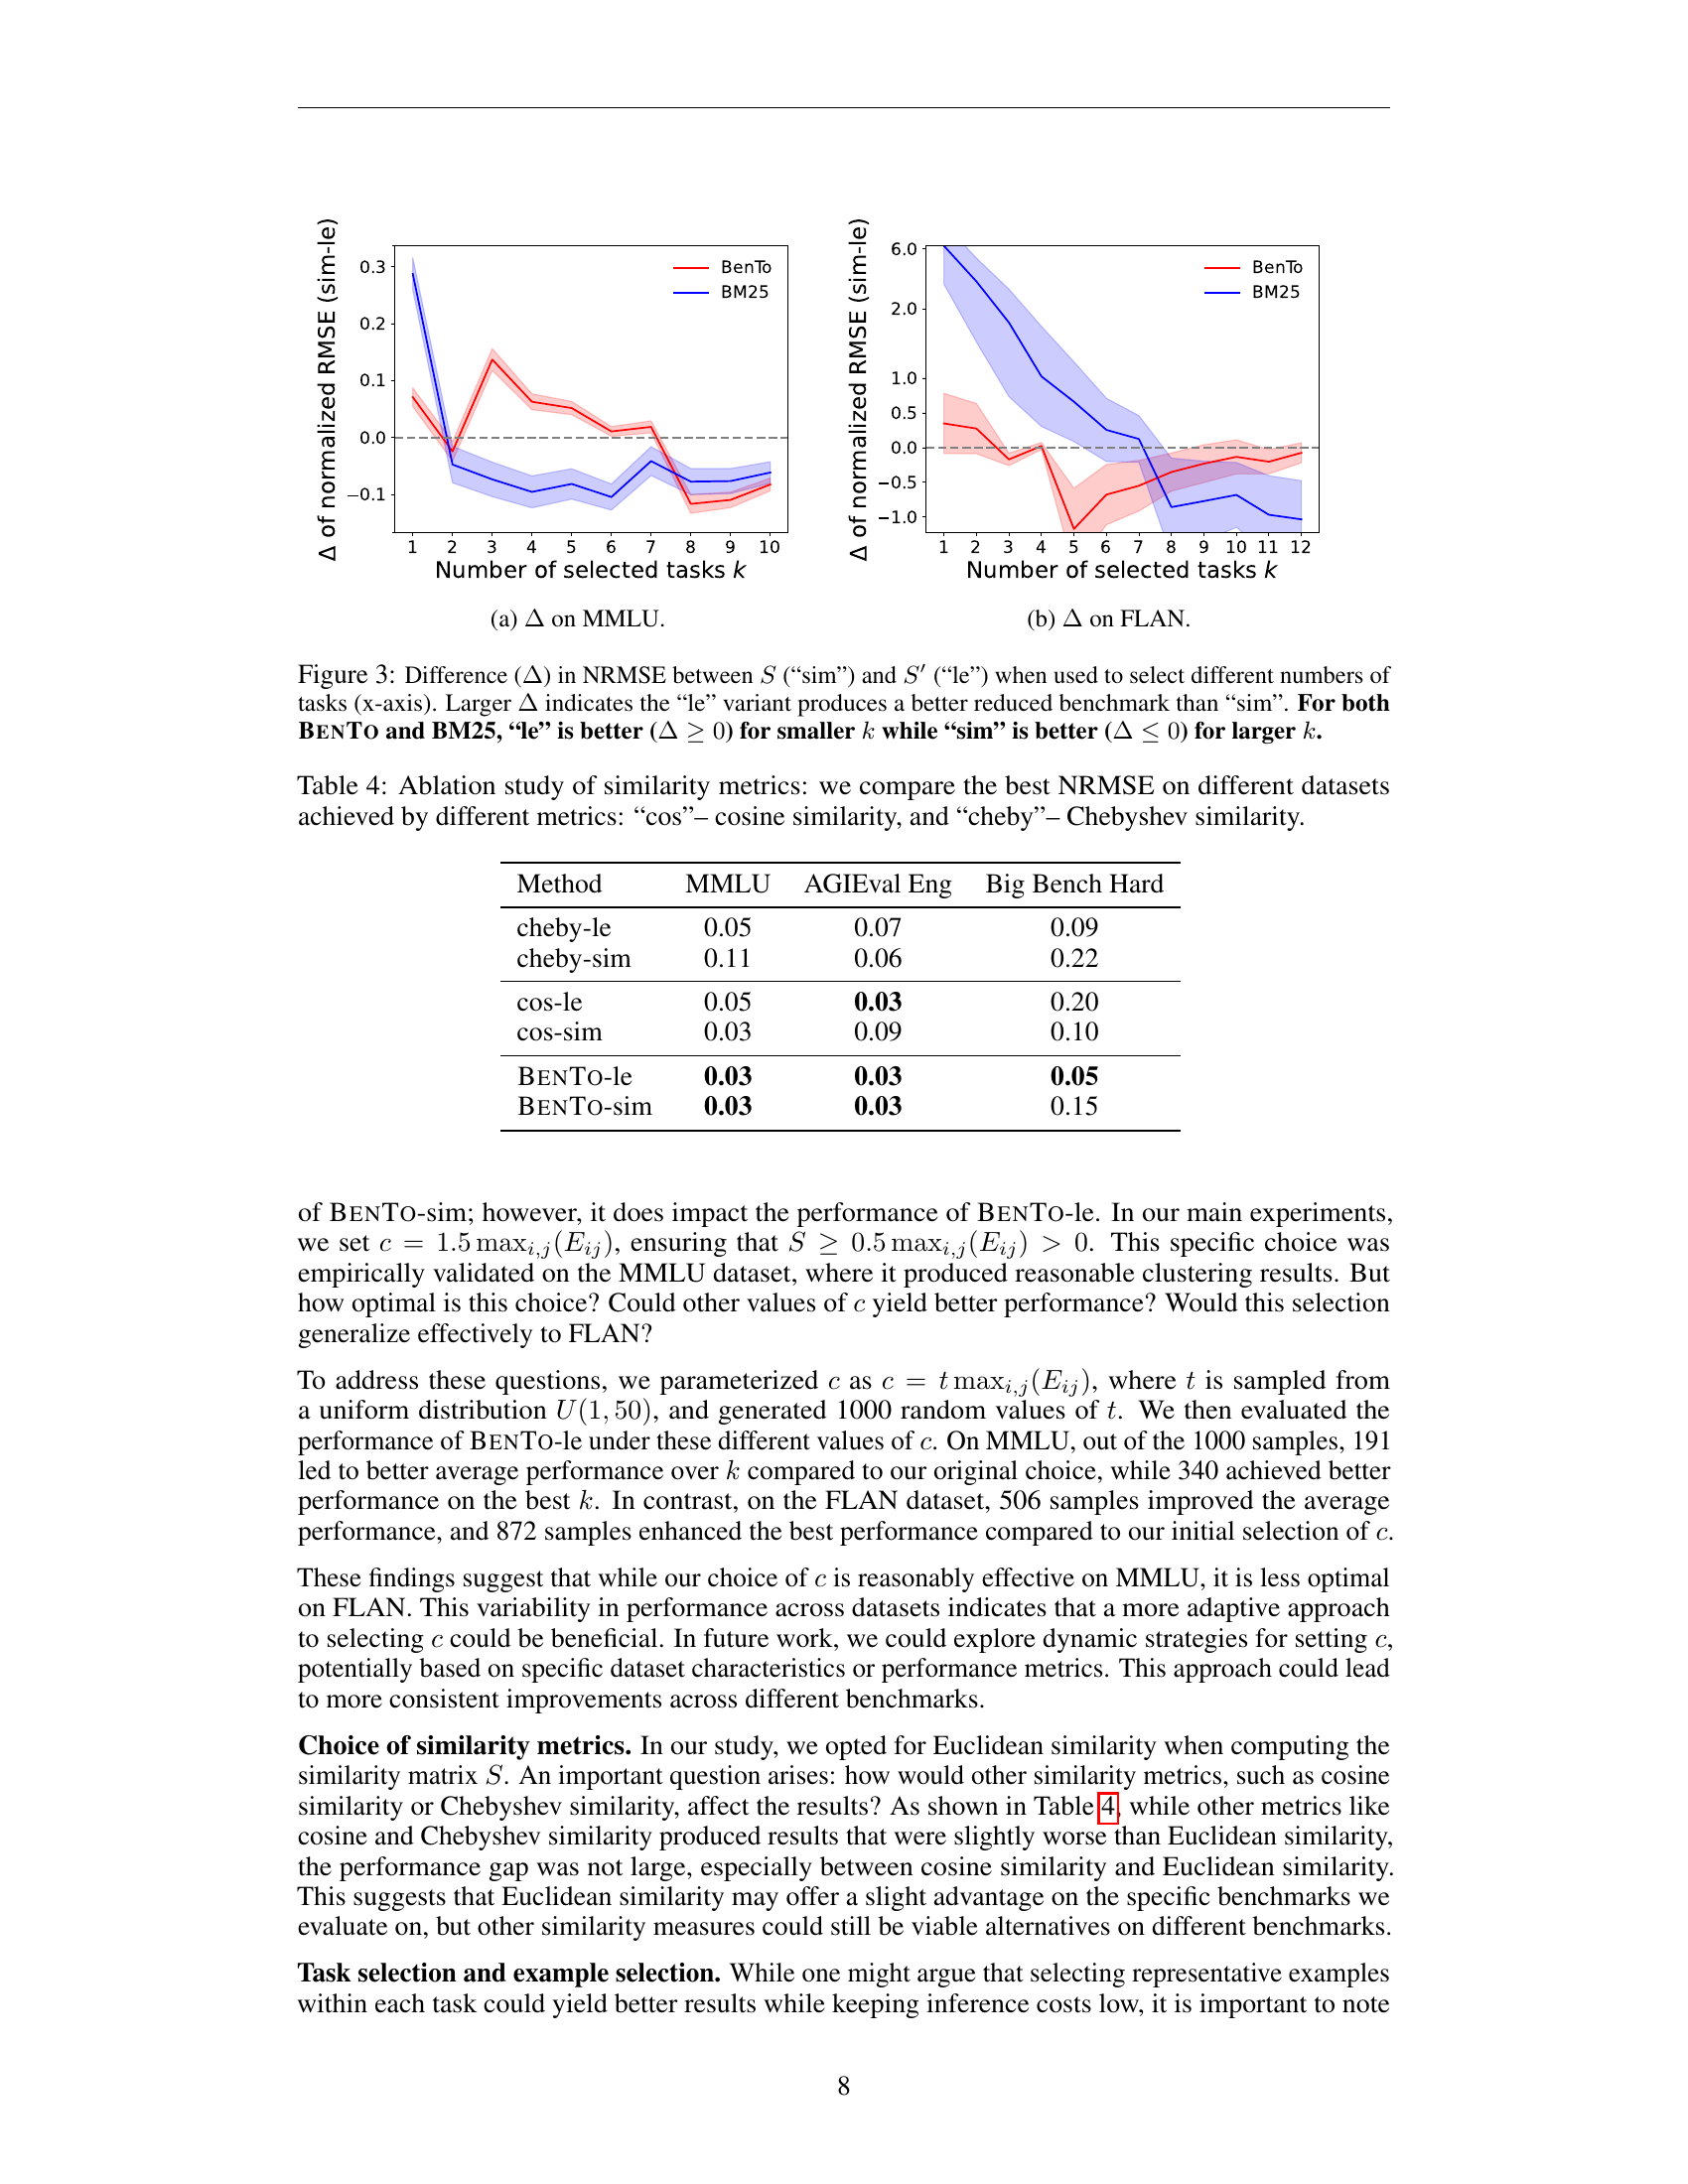 Δ of normalized RMSE (sim-le)
0.3
0.2
0.1
0.0
−0.1
BenTo
BM25
1 2 3 4 5 6 7 8 9 10
Number of selected tasks k
(a) Δ on MMLU.
Δ of normalized RMSE (sim-le)
6.0
2.0
1.0
0.5
0.0
−0.5
−1.0
BenTo
BM25
1 2 3 4 5 6 7 8 9 10 11 12
Number of selected tasks k
(b) Δ on FLAN.
Figure 3: Difference (Δ) in NRMSE between S (“sim”) and S′ (“le”) when used to select different numbers of
tasks (x-axis). Larger Δ indicates the “le” variant produces a better reduced benchmark than “sim”. For both
BENTO and BM25, “le” is better (Δ ≥ 0) for smaller k while “sim” is better (Δ ≤ 0) for larger k.
Table 4: Ablation study of similarity metrics: we compare the best NRMSE on different datasets
achieved by different metrics: “cos”– cosine similarity, and “cheby”– Chebyshev similarity.
Method MMLU AGIEval Eng Big Bench Hard
cheby-le 0.05 0.07 0.09
cheby-sim 0.11 0.06 0.22
cos-le 0.05 0.03 0.20
cos-sim 0.03 0.09 0.10
BENTO-le 0.03 0.03 0.05
BENTO-sim 0.03 0.03 0.15
of BENTO-sim; however, it does impact the performance of BENTO-le. In our main experiments,
we set c = 1.5 max_{i,j}(E_{ij}), ensuring that S ≥ 0.5 max_{i,j}(E_{ij}) > 0. This specific choice was
empirically validated on the MMLU dataset, where it produced reasonable clustering results. But
how optimal is this choice? Could other values of c yield better performance? Would this selection
generalize effectively to FLAN?
To address these questions, we parameterized c as c = t max_{i,j}(E_{ij}), where t is sampled from
a uniform distribution U(1, 50), and generated 1000 random values of t. We then evaluated the
performance of BENTO-le under these different values of c. On MMLU, out of the 1000 samples, 191
led to better average performance over k compared to our original choice, while 340 achieved better
performance on the best k. In contrast, on the FLAN dataset, 506 samples improved the average
performance, and 872 samples enhanced the best performance compared to our initial selection of c.
These findings suggest that while our choice of c is reasonably effective on MMLU, it is less optimal
on FLAN. This variability in performance across datasets indicates that a more adaptive approach
to selecting c could be beneficial. In future work, we could explore dynamic strategies for setting c,
potentially based on specific dataset characteristics or performance metrics. This approach could lead
to more consistent improvements across different benchmarks.
Choice of similarity metrics. In our study, we opted for Euclidean similarity when computing the
similarity matrix S. An important question arises: how would other similarity metrics, such as cosine
similarity or Chebyshev similarity, affect the results? As shown in Table 4, while other metrics like
cosine and Chebyshev similarity produced results that were slightly worse than Euclidean similarity,
the performance gap was not large, especially between cosine similarity and Euclidean similarity.
This suggests that Euclidean similarity may offer a slight advantage on the specific benchmarks we
evaluate on, but other similarity measures could still be viable alternatives on different benchmarks.
Task selection and example selection. While one might argue that selecting representative examples
within each task could yield better results while keeping inference costs low, it is important to note
8